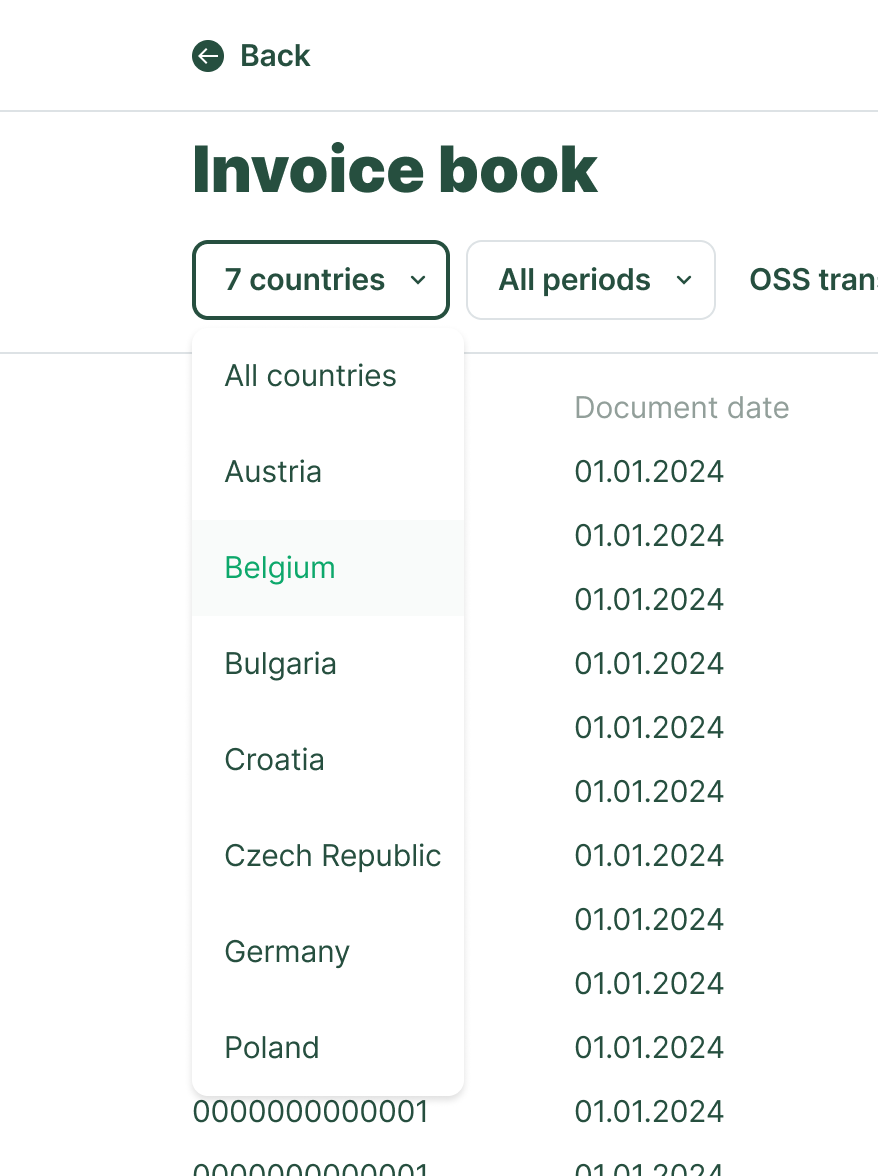 Back
Invoice book
7 countries All periods OSS trans
All countries
Document date
Austria 01.01.2024
01.01.2024
Belgium
01.01.2024
Bulgaria 01.01.2024
01.01.2024
Croatia
01.01.2024
Czech Republic 01.01.2024
01.01.2024
Germany
01.01.2024
Poland 01.01.2024
0000000000001 01.01.2024
0000000000001 01.01.2024